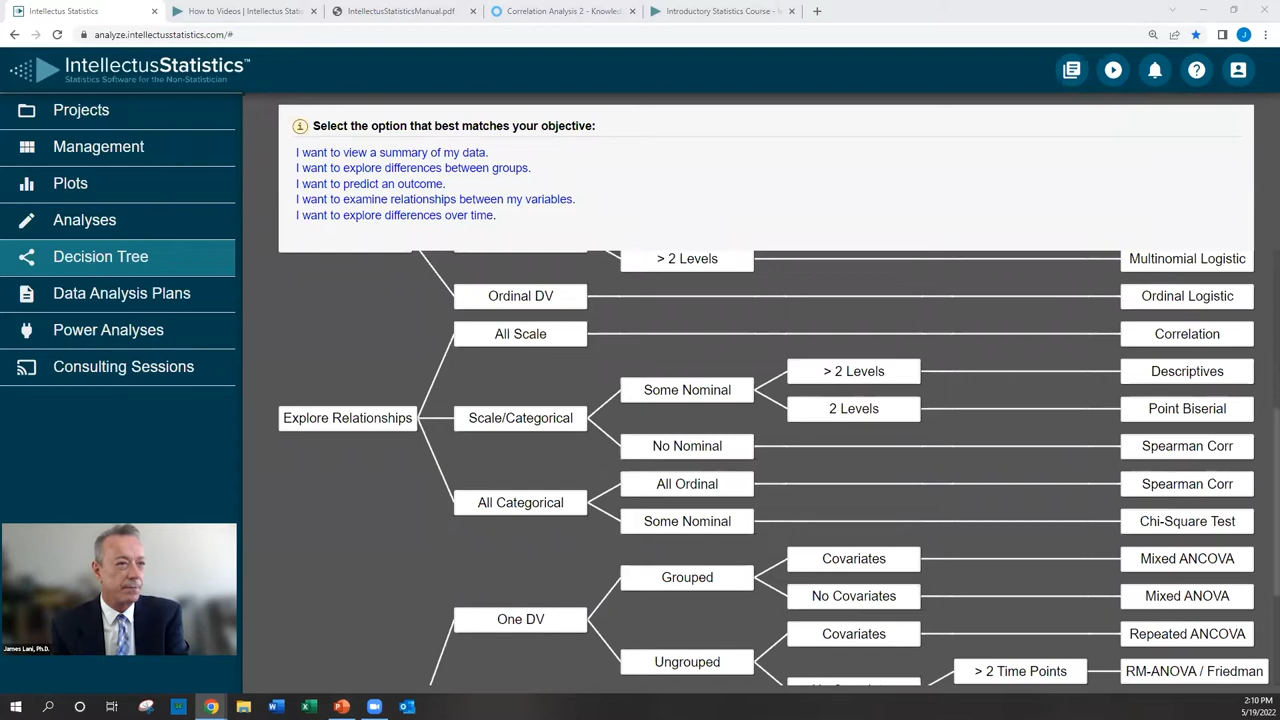 Intellectus Statistics
How to Videos | Intellectus Stati
IntellectusStatisticsManual.pdf
Correlation Analysis 2 - Knowled
Introductory Statistics Course - I
analyze.intellectusstatistics.com/#
IntellectusStatistics™
Statistics Software for the Non-Statistician
Projects
Management
Plots
Analyses
Decision Tree
Data Analysis Plans
Power Analyses
Consulting Sessions
Select the option that best matches your objective:
I want to view a summary of my data.
I want to explore differences between groups.
I want to predict an outcome.
I want to examine relationships between my variables.
I want to explore differences over time.
> 2 Levels
Multinomial Logistic
Ordinal DV
Ordinal Logistic
All Scale
Correlation
Explore Relationships
Scale/Categorical
Some Nominal
> 2 Levels
Descriptives
2 Levels
Point Biserial
No Nominal
Spearman Corr
All Categorical
All Ordinal
Spearman Corr
Some Nominal
Chi-Square Test
One DV
Grouped
Covariates
Mixed ANCOVA
No Covariates
Mixed ANOVA
Ungrouped
Covariates
Repeated ANCOVA
> 2 Time Points
RM-ANOVA / Friedman
James Lani, Ph.D.
2:10 PM
5/19/2022